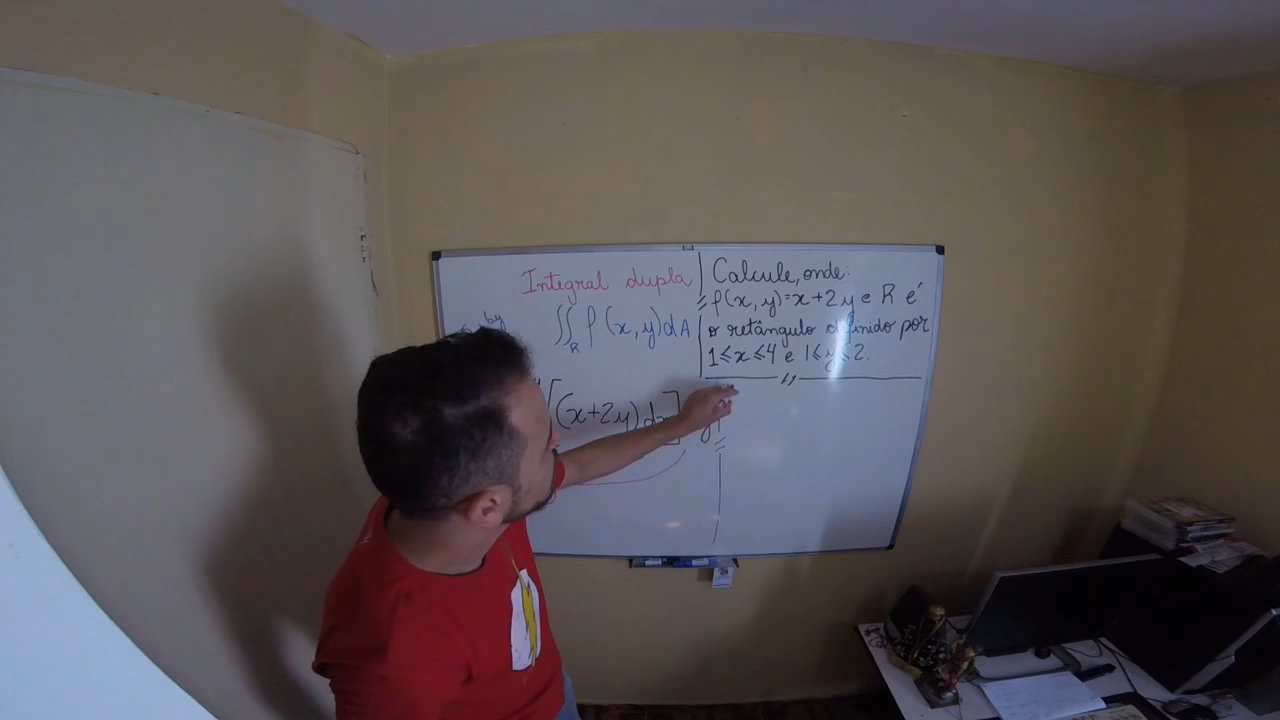 Integral dupla
∬_R f(x,y)dA
[(x+2y)dx]
Calcule, onde:
f(x,y)=x+2y e R é
o retângulo definido por
1≤x≤4 e 1≤y≤2.